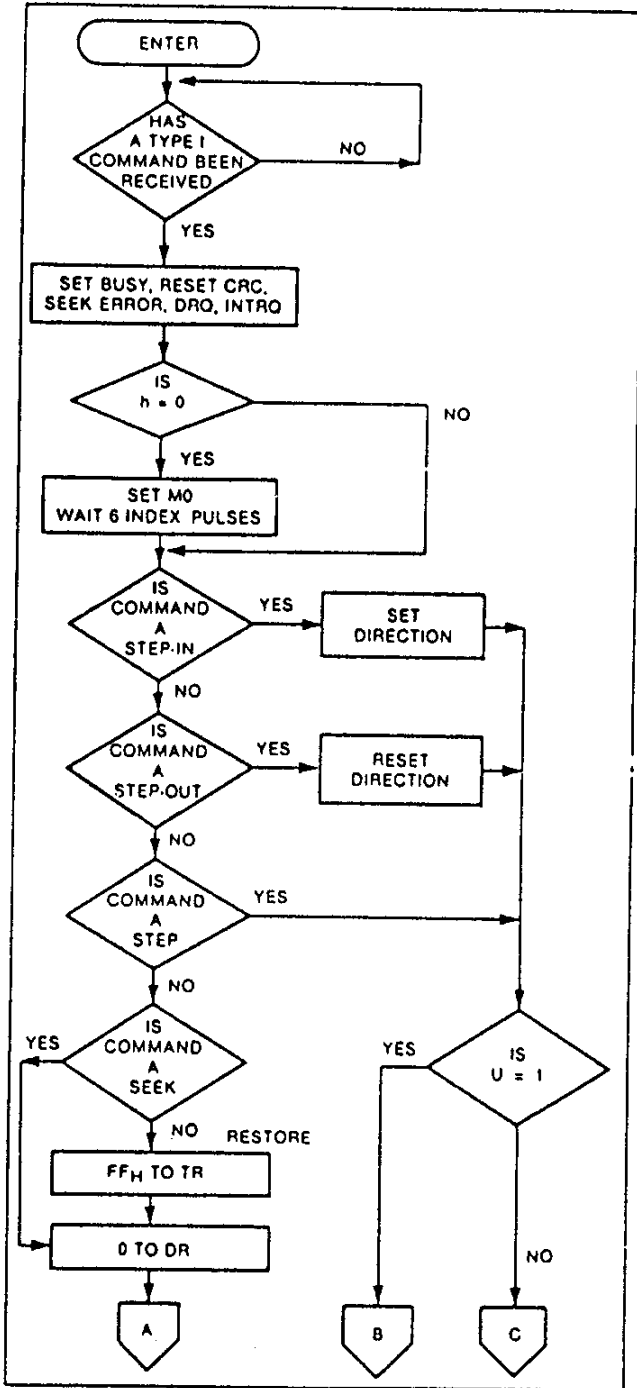 ENTER
HAS
A TYPE I
COMMAND BEEN
RECEIVED
NO
YES
SET BUSY, RESET CRC,
SEEK ERROR, DRQ, INTRQ
IS
h = 0
NO
YES
SET MO
WAIT 6 INDEX PULSES
IS
COMMAND
A
STEP-IN
YES
SET
DIRECTION
NO
IS
COMMAND
A
STEP-OUT
YES
RESET
DIRECTION
NO
IS
COMMAND
A
STEP
YES
NO
IS
COMMAND
A
SEEK
YES
NO
RESTORE
IS
U = 1
YES
NO
FFH TO TR
0 TO DR
A
B
C